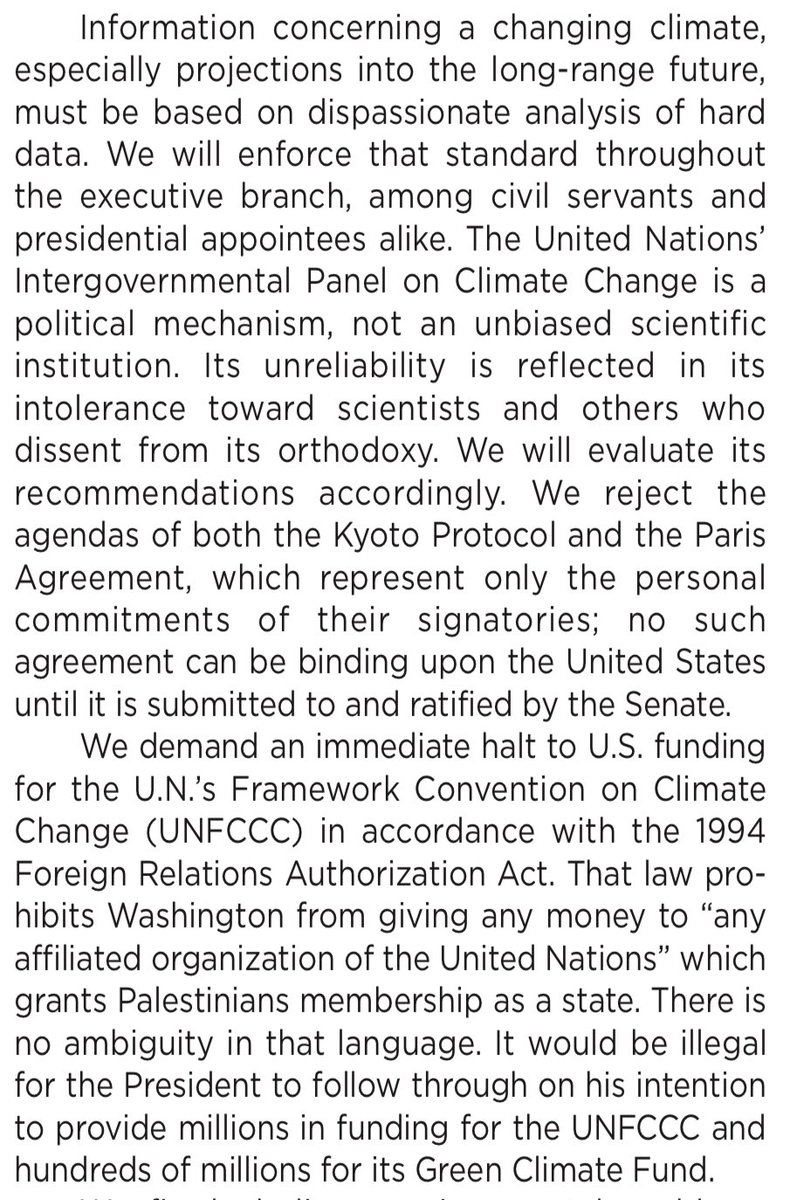 Information concerning a changing climate,
especially projections into the long-range future,
must be based on dispassionate analysis of hard
data. We will enforce that standard throughout
the executive branch, among civil servants and
presidential appointees alike. The United Nations’
Intergovernmental Panel on Climate Change is a
political mechanism, not an unbiased scientific
institution. Its unreliability is reflected in its
intolerance toward scientists and others who
dissent from its orthodoxy. We will evaluate its
recommendations accordingly. We reject the
agendas of both the Kyoto Protocol and the Paris
Agreement, which represent only the personal
commitments of their signatories; no such
agreement can be binding upon the United States
until it is submitted to and ratified by the Senate.
We demand an immediate halt to U.S. funding
for the U.N.’s Framework Convention on Climate
Change (UNFCCC) in accordance with the 1994
Foreign Relations Authorization Act. That law pro-
hibits Washington from giving any money to “any
affiliated organization of the United Nations” which
grants Palestinians membership as a state. There is
no ambiguity in that language. It would be illegal
for the President to follow through on his intention
to provide millions in funding for the UNFCCC and
hundreds of millions for its Green Climate Fund.